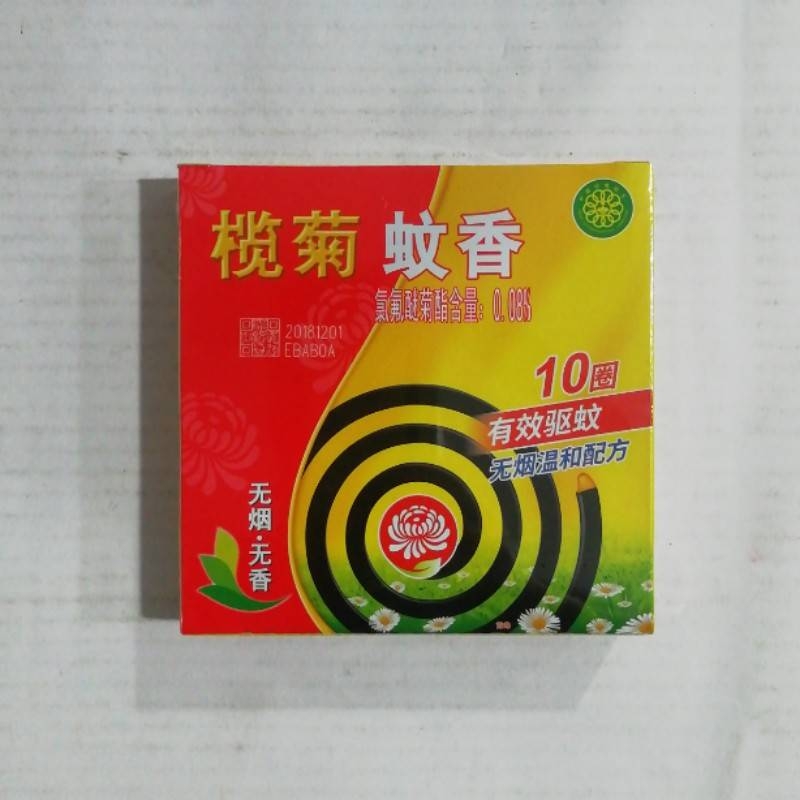 榄菊 蚊香
氯氟醚菊酯含量：0.08%
20181201
EBABOA
10圈
有效驱蚊
无烟温和配方
无烟·无香